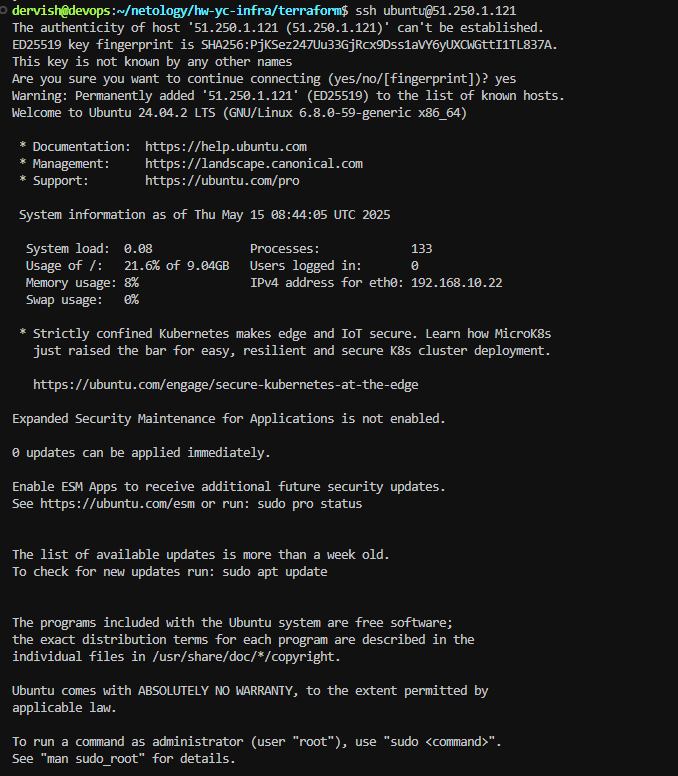 dervish@devops:~/netology/hw-yc-infra/terraform$ ssh ubuntu@51.250.1.121
The authenticity of host '51.250.1.121 (51.250.1.121)' can't be established.
ED25519 key fingerprint is SHA256:PjKSez247Uu33GjRcx9Dss1aVY6yUXCWGttI1TL837A.
This key is not known by any other names
Are you sure you want to continue connecting (yes/no/[fingerprint])? yes
Warning: Permanently added '51.250.1.121' (ED25519) to the list of known hosts.
Welcome to Ubuntu 24.04.2 LTS (GNU/Linux 6.8.0-59-generic x86_64)

 * Documentation:  https://help.ubuntu.com
 * Management:     https://landscape.canonical.com
 * Support:        https://ubuntu.com/pro

 System information as of Thu May 15 08:44:05 UTC 2025

  System load:  0.08               Processes:             133
  Usage of /:   21.6% of 9.04GB   Users logged in:       0
  Memory usage: 8%                 IPv4 address for eth0: 192.168.10.22
  Swap usage:   0%

 * Strictly confined Kubernetes makes edge and IoT secure. Learn how MicroK8s
   just raised the bar for easy, resilient and secure K8s cluster deployment.

   https://ubuntu.com/engage/secure-kubernetes-at-the-edge

Expanded Security Maintenance for Applications is not enabled.

0 updates can be applied immediately.

Enable ESM Apps to receive additional future security updates.
See https://ubuntu.com/esm or run: sudo pro status

The list of available updates is more than a week old.
To check for new updates run: sudo apt update

The programs included with the Ubuntu system are free software;
the exact distribution terms for each program are described in the
individual files in /usr/share/doc/*/copyright.

Ubuntu comes with ABSOLUTELY NO WARRANTY, to the extent permitted by
applicable law.

To run a command as administrator (user "root"), use "sudo <command>".
See "man sudo_root" for details.